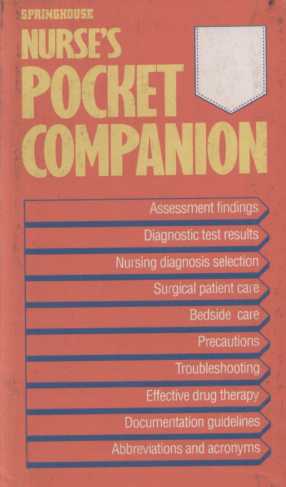 SPRINGHOUSE
NURSE'S
POCKET
COMPANION
Assessment findings
Diagnostic test results
Nursing diagnosis selection
Surgical patient care
Bedside care
Precautions
Troubleshooting
Effective drug therapy
Documentation guidelines
Abbreviations and acronyms